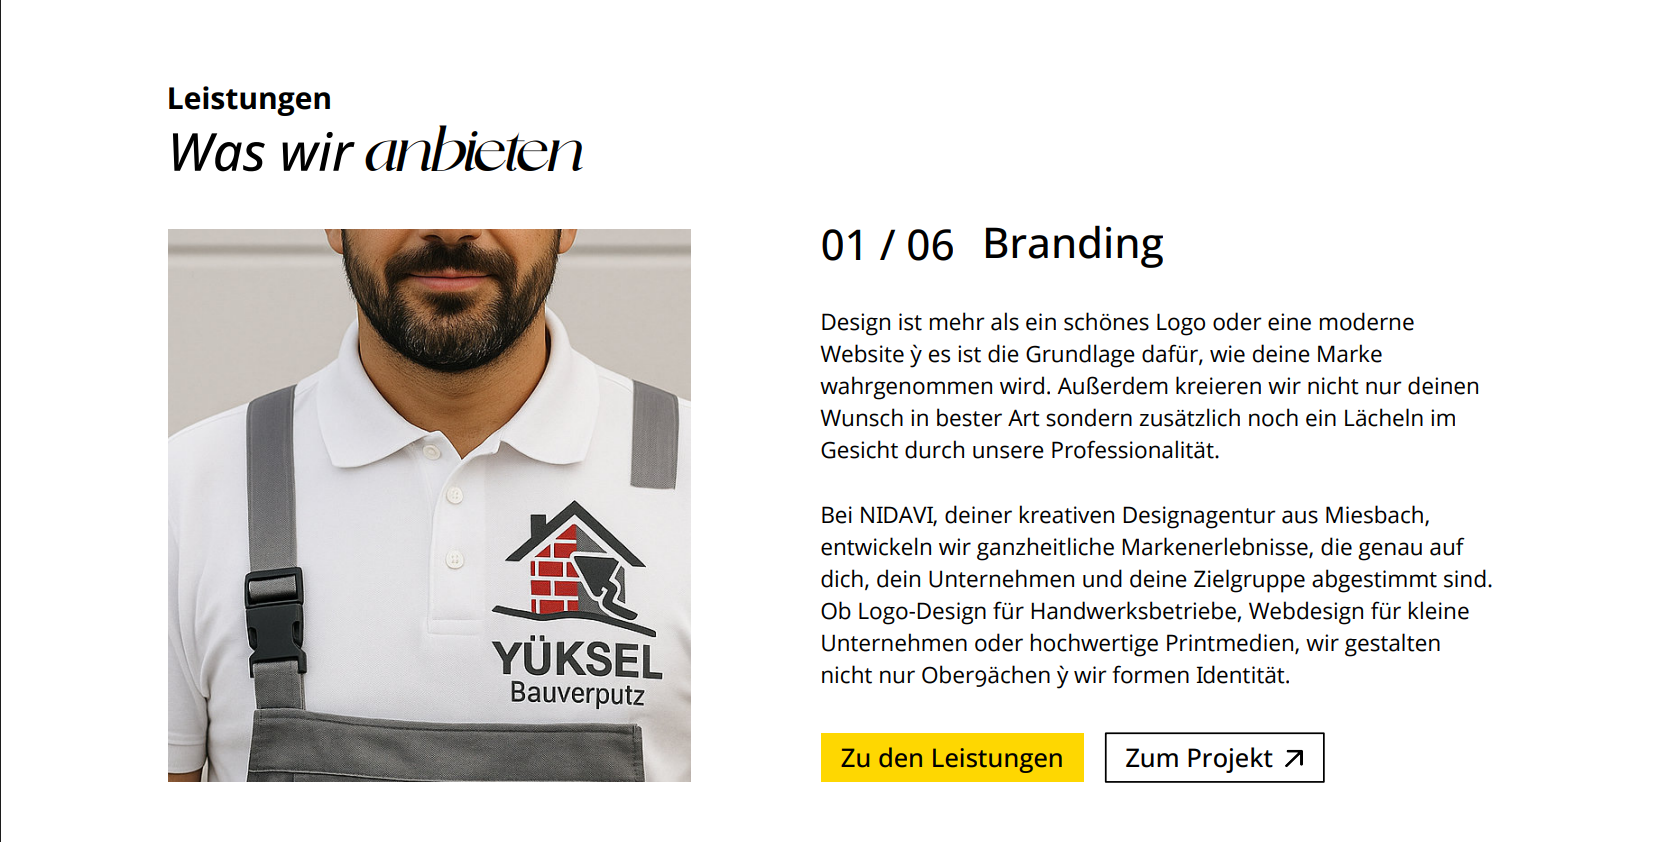 Leistungen
Was wir anbieten
01 / 06 Branding
Design ist mehr als ein schönes Logo oder eine moderne
Website ỳ es ist die Grundlage dafür, wie deine Marke
wahrgenommen wird. Außerdem kreieren wir nicht nur deinen
Wunsch in bester Art sondern zusätzlich noch ein Lächeln im
Gesicht durch unsere Professionalität.
Bei NIDAVI, deiner kreativen Designagentur aus Miesbach,
entwickeln wir ganzheitliche Markenerlebnisse, die genau auf
dich, dein Unternehmen und deine Zielgruppe abgestimmt sind.
Ob Logo-Design für Handwerksbetriebe, Webdesign für kleine
Unternehmen oder hochwertige Printmedien, wir gestalten
nicht nur Oberƍächen ỳ wir formen Identität.
Zu den Leistungen
Zum Projekt
YÜKSEL
Bauverputz